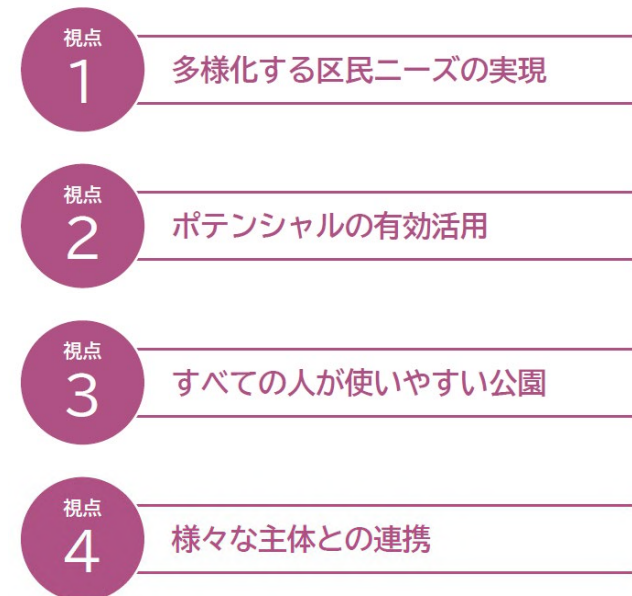 視点
1
多様化する区民ニーズの実現
視点
2
ポテンシャルの有効活用
視点
3
すべての人が使いやすい公園
視点
4
様々な主体との連携